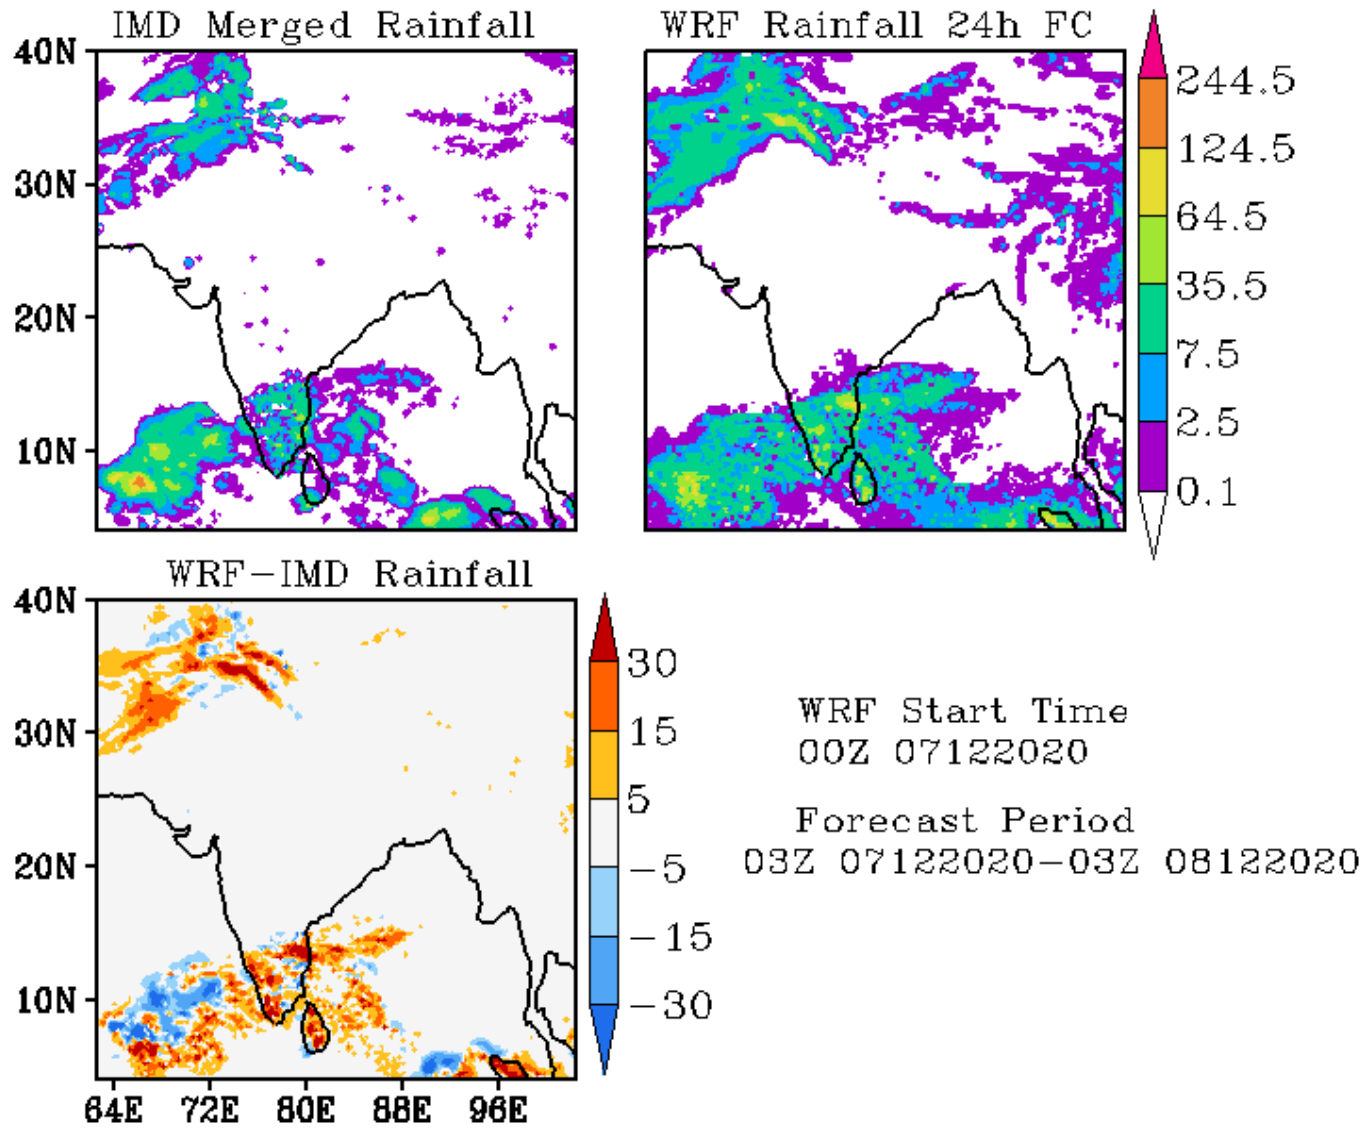 IMD Merged Rainfall
WRF Rainfall 24h FC
40N
30N
20N
10N
244.5
124.5
64.5
35.5
7.5
2.5
0.1
WRF-IMD Rainfall
40N
30N
20N
10N
64E 72E 80E 88E 96E
30
15
5
-5
-15
-30
WRF Start Time
00Z 07122020
Forecast Period
03Z 07122020-03Z 08122020